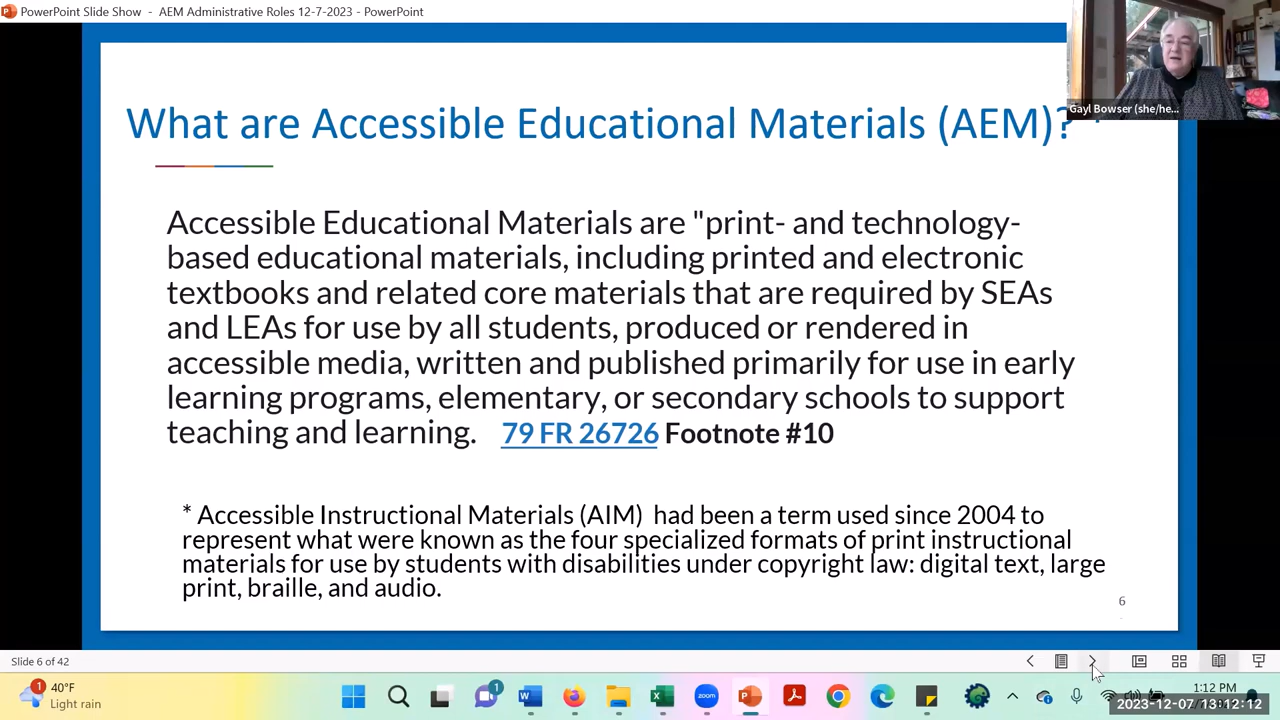 PowerPoint Slide Show - AEM Administrative Roles 12-7-2023 - PowerPoint
Gayl Bowser (she/he...
What are Accessible Educational Materials (AEM)? *
Accessible Educational Materials are "print- and technology-
based educational materials, including printed and electronic
textbooks and related core materials that are required by SEAs
and LEAs for use by all students, produced or rendered in
accessible media, written and published primarily for use in early
learning programs, elementary, or secondary schools to support
teaching and learning. 79 FR 26726 Footnote #10
* Accessible Instructional Materials (AIM) had been a term used since 2004 to
represent what were known as the four specialized formats of print instructional
materials for use by students with disabilities under copyright law: digital text, large
print, braille, and audio.
6
Slide 6 of 42
1
40°F
Light rain
1
zoom
1:12 PM
2023-12-07 13:12:12